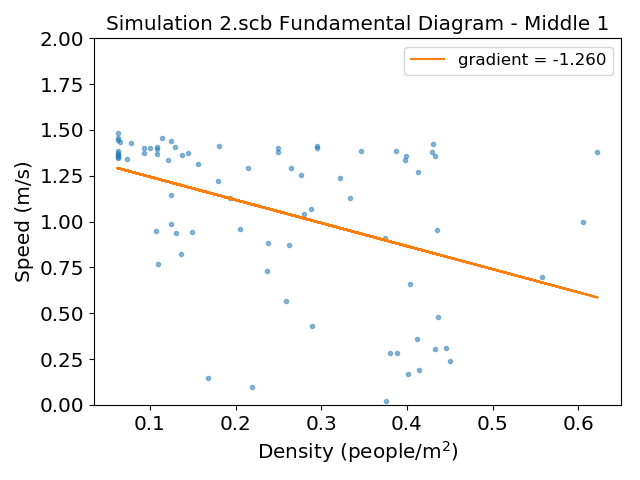 Simulation 2.scb Fundamental Diagram - Middle 1
gradient = -1.260
2.00
1.75
1.50
1.25
1.00
0.75
0.50
0.25
0.00
Speed (m/s)
0.1 0.2 0.3 0.4 0.5 0.6
Density (people/m²)